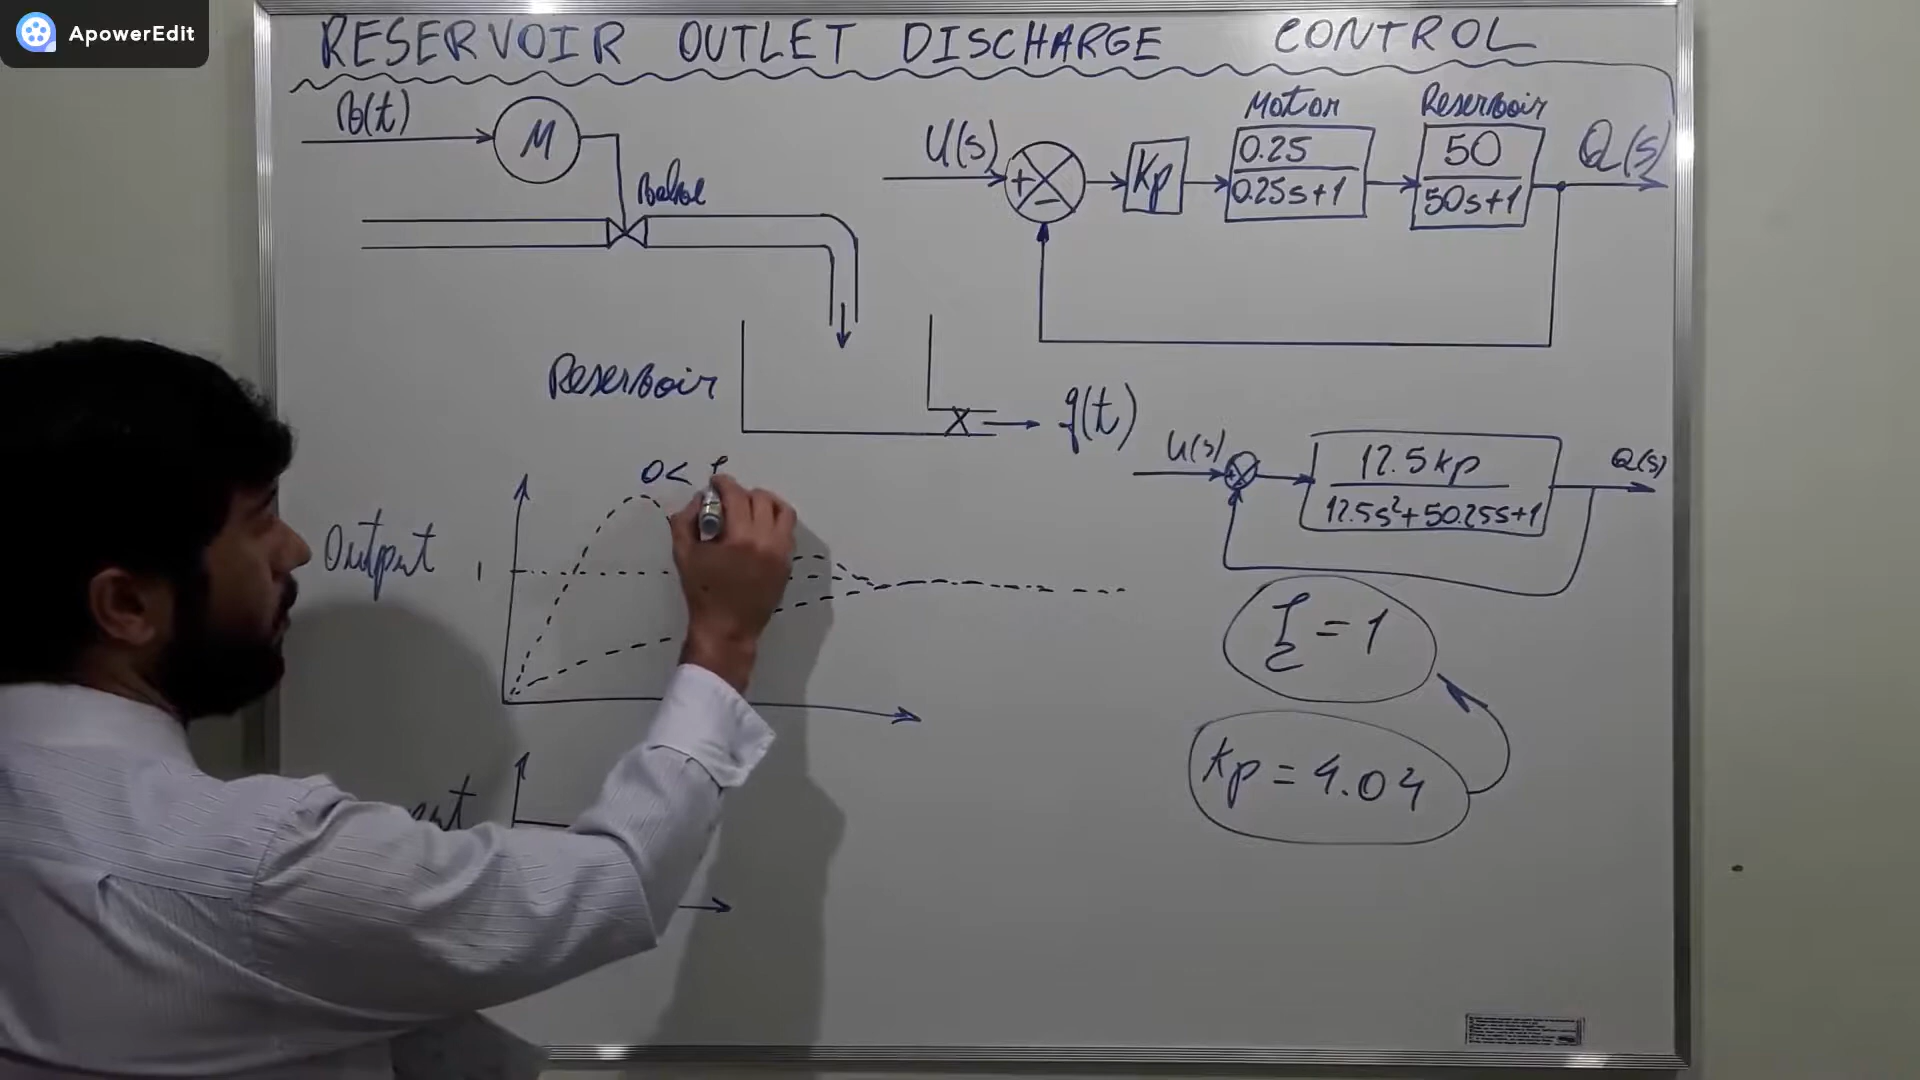 ApowerEdit
RESERVOIR OUTLET DISCHARGE CONTROL
v(t)
M
Valve
Reservoir
q(t)
U(s)
+
-
Kp
Motor
0.25
0.25s+1
Reservoir
50
50s+1
Q(s)
U(s)
+
12.5kp
12.5s²+50.25s+1
Q(s)
Output
1
0<
ξ = 1
kp = 4.04